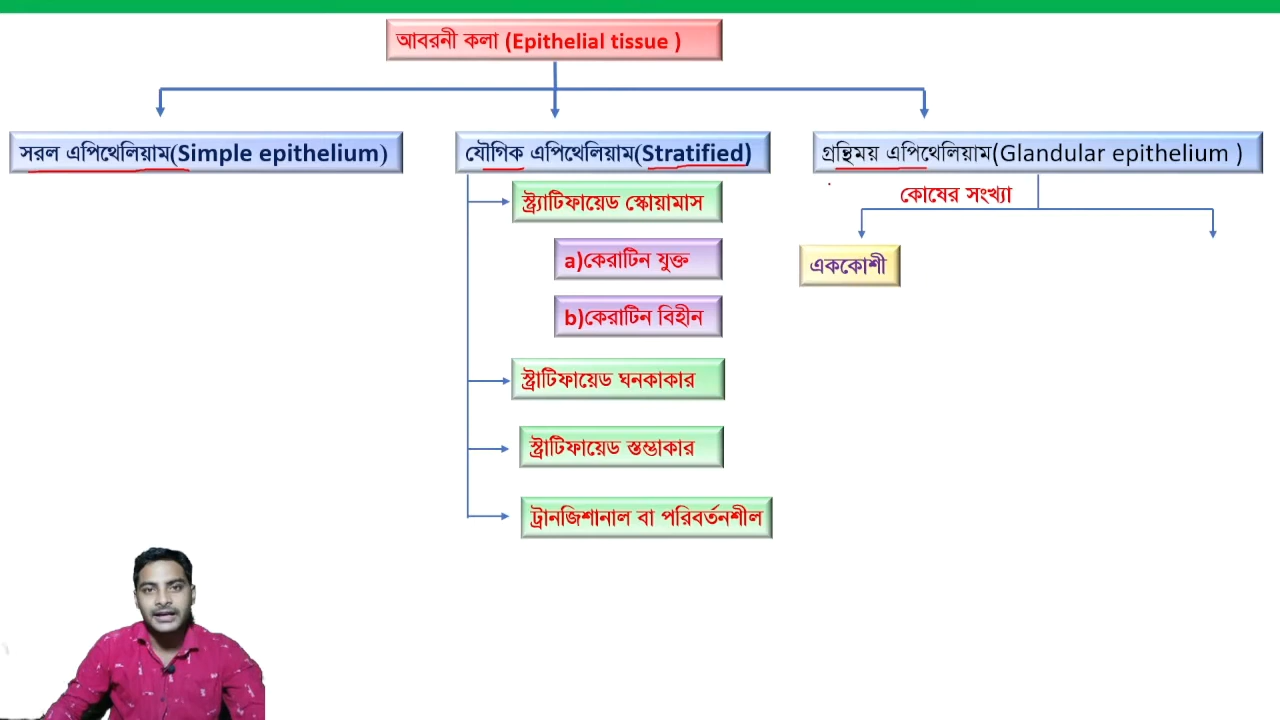 আবরনী কলা (Epithelial tissue )
সরল এপিথেলিয়াম(Simple epithelium)
যৌগিক এপিথেলিয়াম(Stratified)
স্ট্র্যাটিফায়েড স্কোয়ামাস
a)কেরাটিন যুক্ত
b)কেরাটিন বিহীন
স্ট্রাটিফায়েড ঘনকাকার
স্ট্রাটিফায়েড স্তম্ভাকার
ট্রানজিশানাল বা পরিবর্তনশীল
গ্রন্থিময় এপিথেলিয়াম(Glandular epithelium )
কোষের সংখ্যা
এককোশী